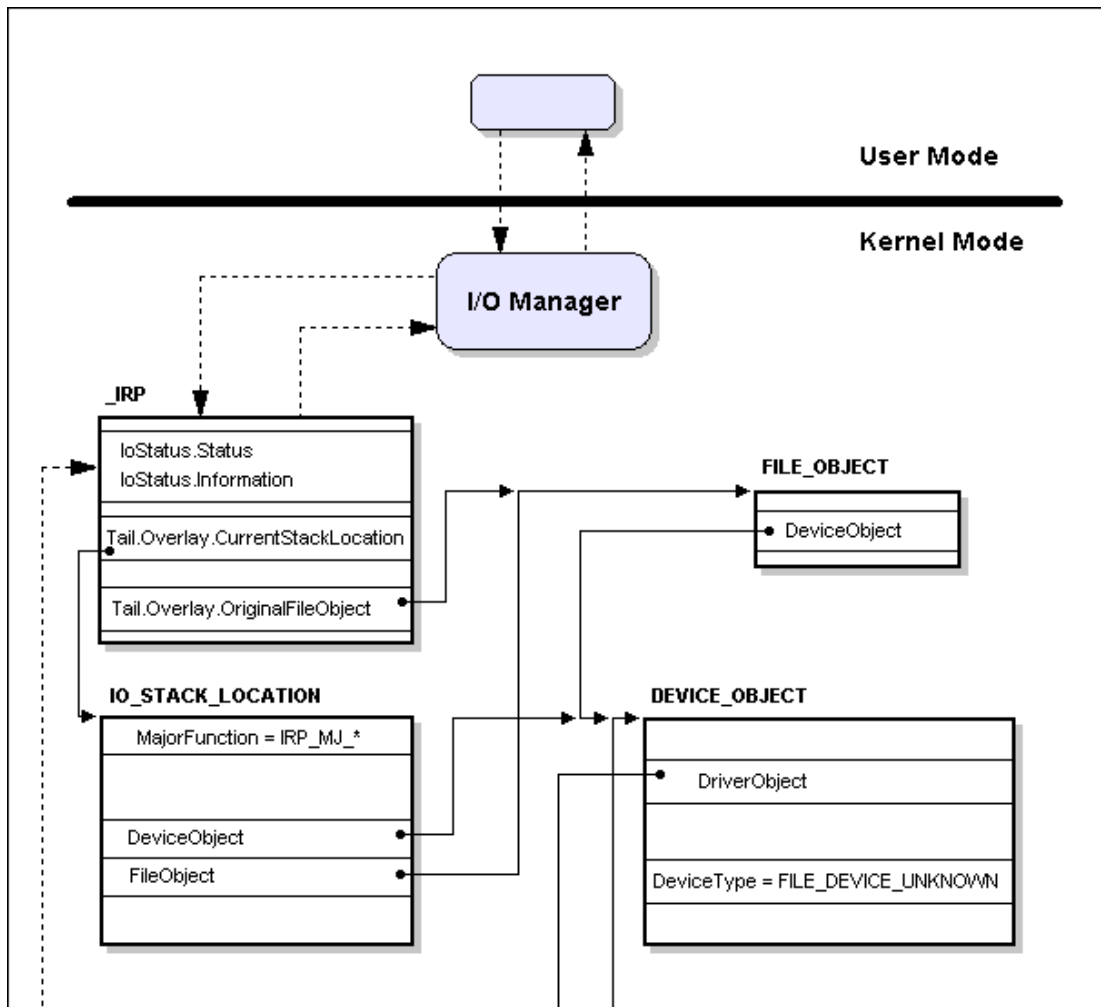 User Mode
Kernel Mode
I/O Manager
_IRP
IoStatus.Status
IoStatus.Information
Tail.Overlay.CurrentStackLocation
Tail.Overlay.OriginalFileObject
FILE_OBJECT
DeviceObject
IO_STACK_LOCATION
MajorFunction = IRP_MJ_*
DeviceObject
FileObject
DEVICE_OBJECT
DriverObject
DeviceType = FILE_DEVICE_UNKNOWN